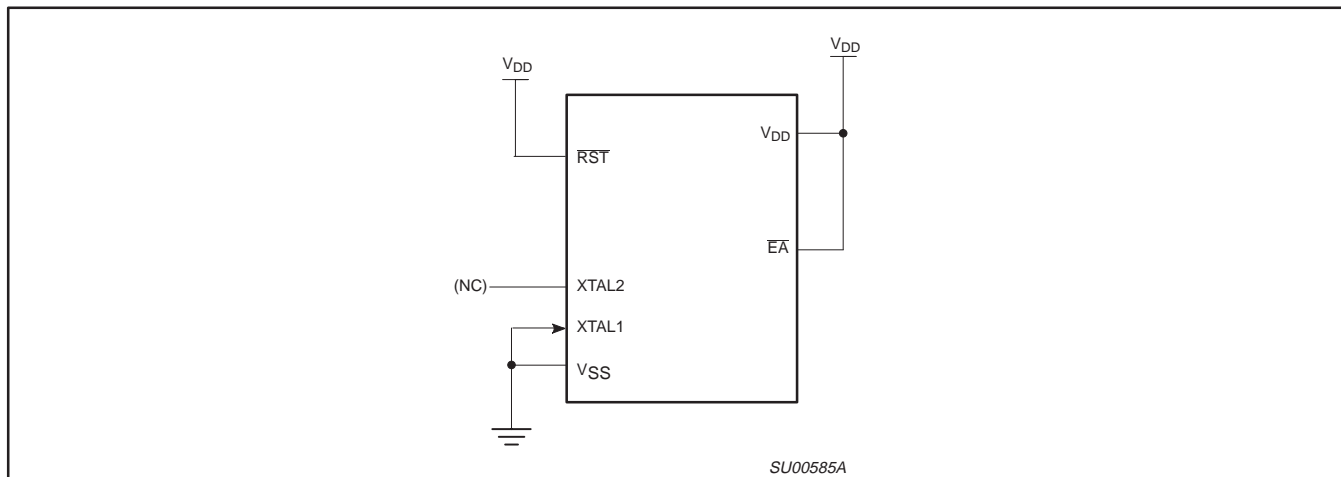 VDD
VDD
VDD
RST
EA
(NC)
XTAL2
XTAL1
VSS
SU00585A